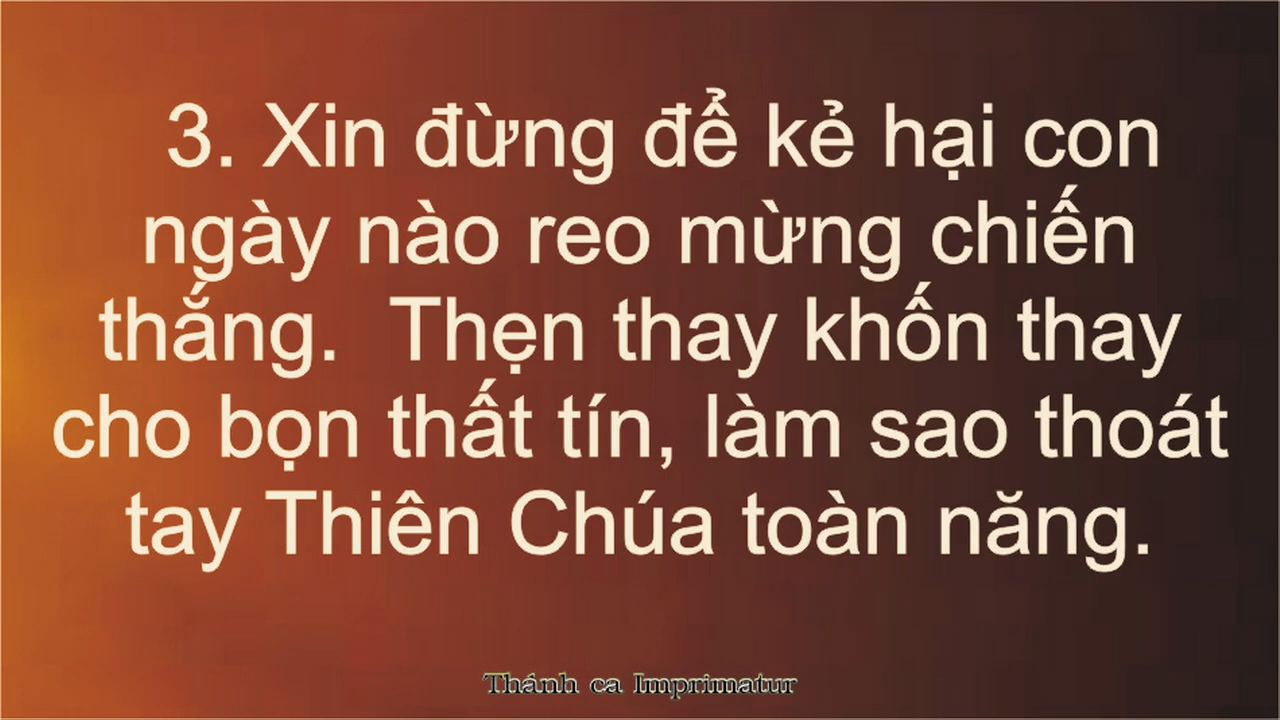 3. Xin đừng để kẻ hại con
ngày nào reo mừng chiến
thắng. Thẹn thay khốn thay
cho bọn thất tín, làm sao thoát
tay Thiên Chúa toàn năng.
Thánh ca Imprimatur